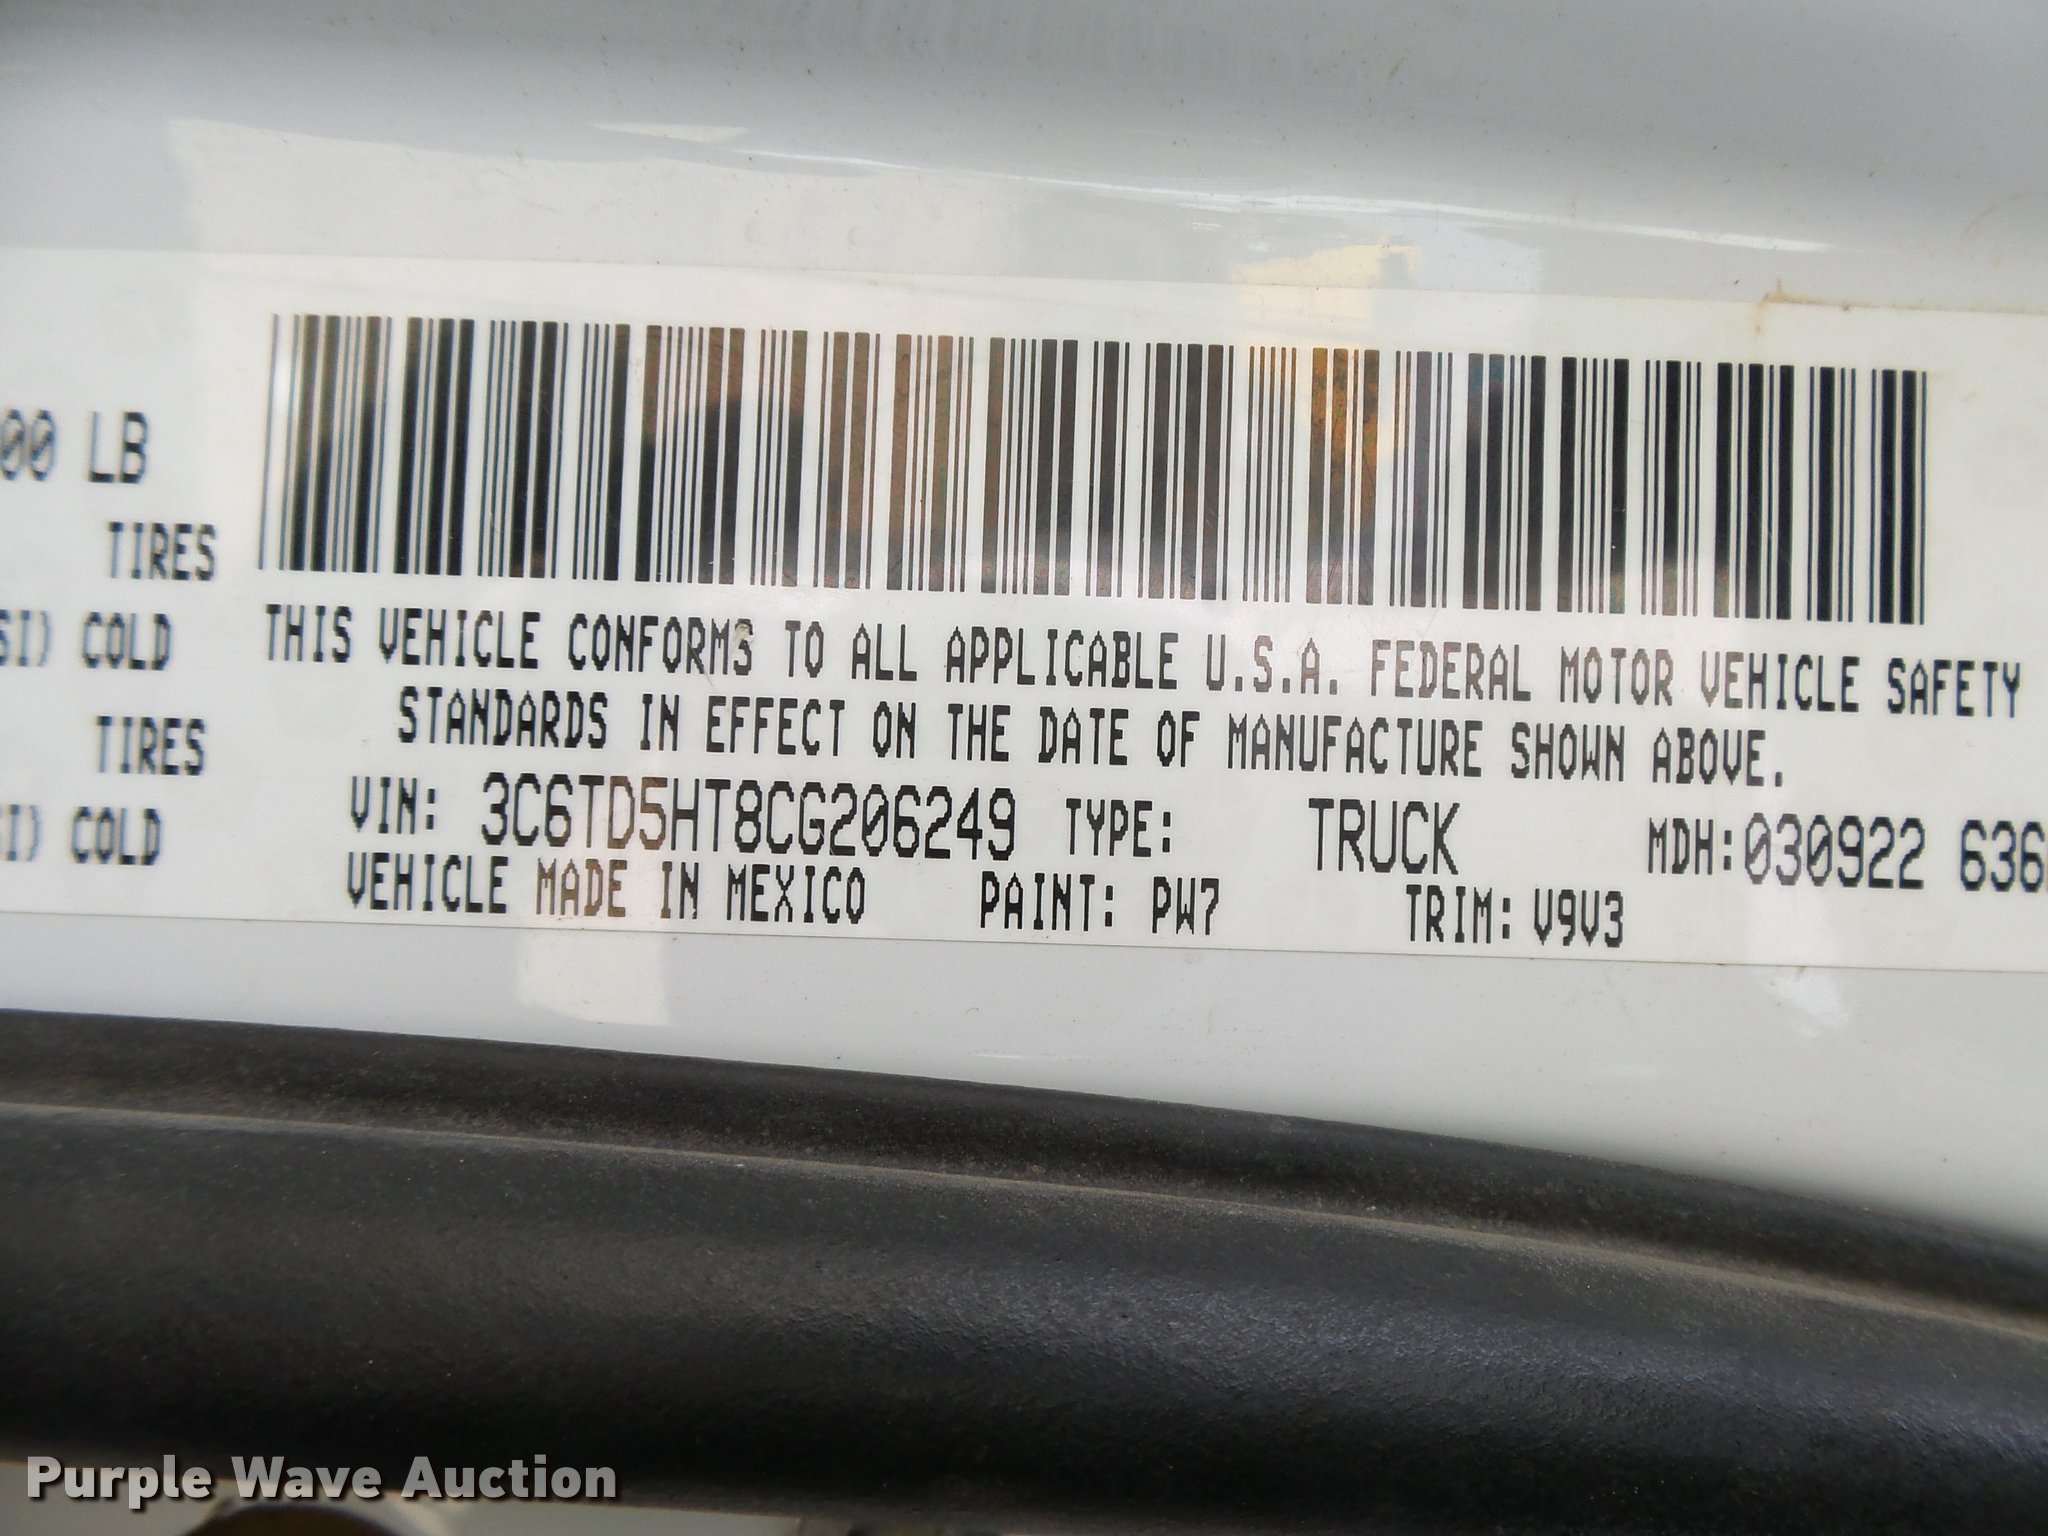 00 LB
TIRES
SI) COLD
TIRES
SI) COLD
THIS VEHICLE CONFORMS TO ALL APPLICABLE U.S.A. FEDERAL MOTOR VEHICLE SAFETY
STANDARDS IN EFFECT ON THE DATE OF MANUFACTURE SHOWN ABOVE.
VIN: 3C6TD5HT8CG206249 TYPE: TRUCK MDH:030922 636
VEHICLE MADE IN MEXICO PAINT: PW7 TRIM: V9V3
Purple Wave Auction